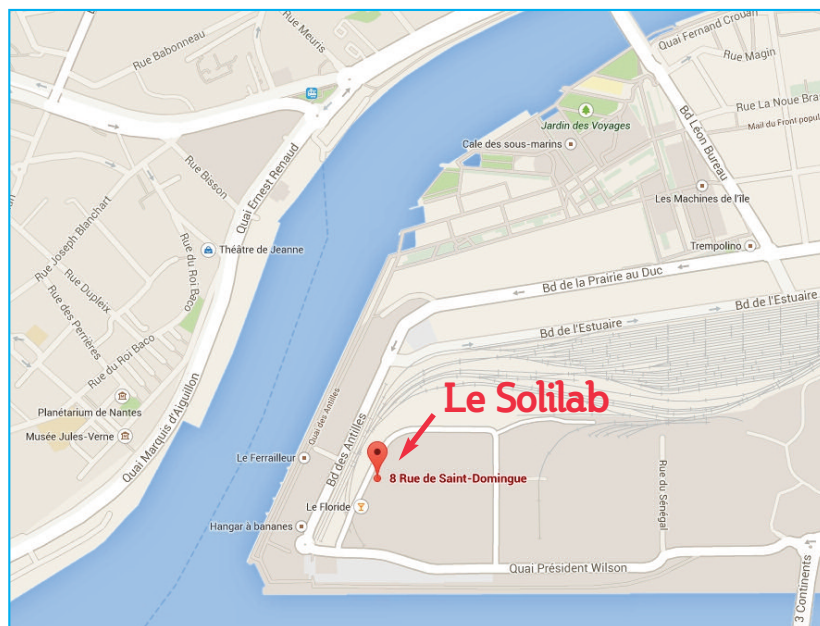 Rue Babonneau
Rue Meuris
Quai Fernand Crouan
Rue Magin
Rue La Noue Bra
Mail du Front popul
Jardin des Voyages
Cale des sous-marins
Bd Léon Bureau
Rue Bisson
Quai Ernest Renaud
Les Machines de l'île
Rue Joseph Blanchart
Théâtre de Jeanne
Trempolino
Rue du Roi Baco
Bd de la Prairie au Duc
Rue Dupleix
Bd de l'Estuaire
Bd de l'Estuaire
Rue des Perrières
Rue du Roi Baco
Le Solilab
Planétarium de Nantes
Quai des Antilles
Musée Jules-Verne
Quai Marquis d'Aiguillon
Bd des Antilles
Le Ferrailleur
8 Rue de Saint-Domingue
Rue du Sénégal
Le Floride
Hangar à bananes
Quai Président Wilson
3 Continents